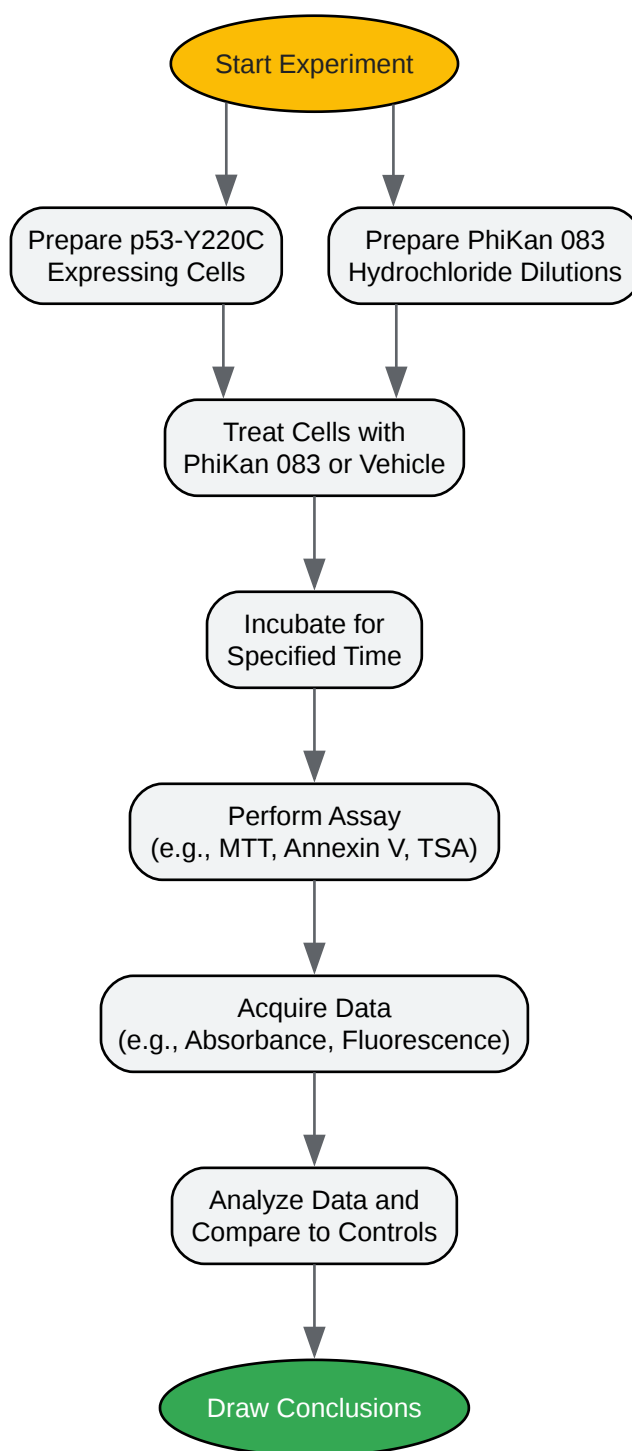 Start Experiment
Prepare p53-Y220C
Expressing Cells
Prepare PhiKan 083
Hydrochloride Dilutions
Treat Cells with
PhiKan 083 or Vehicle
Incubate for
Specified Time
Perform Assay
(e.g., MTT, Annexin V, TSA)
Acquire Data
(e.g., Absorbance, Fluorescence)
Analyze Data and
Compare to Controls
Draw Conclusions